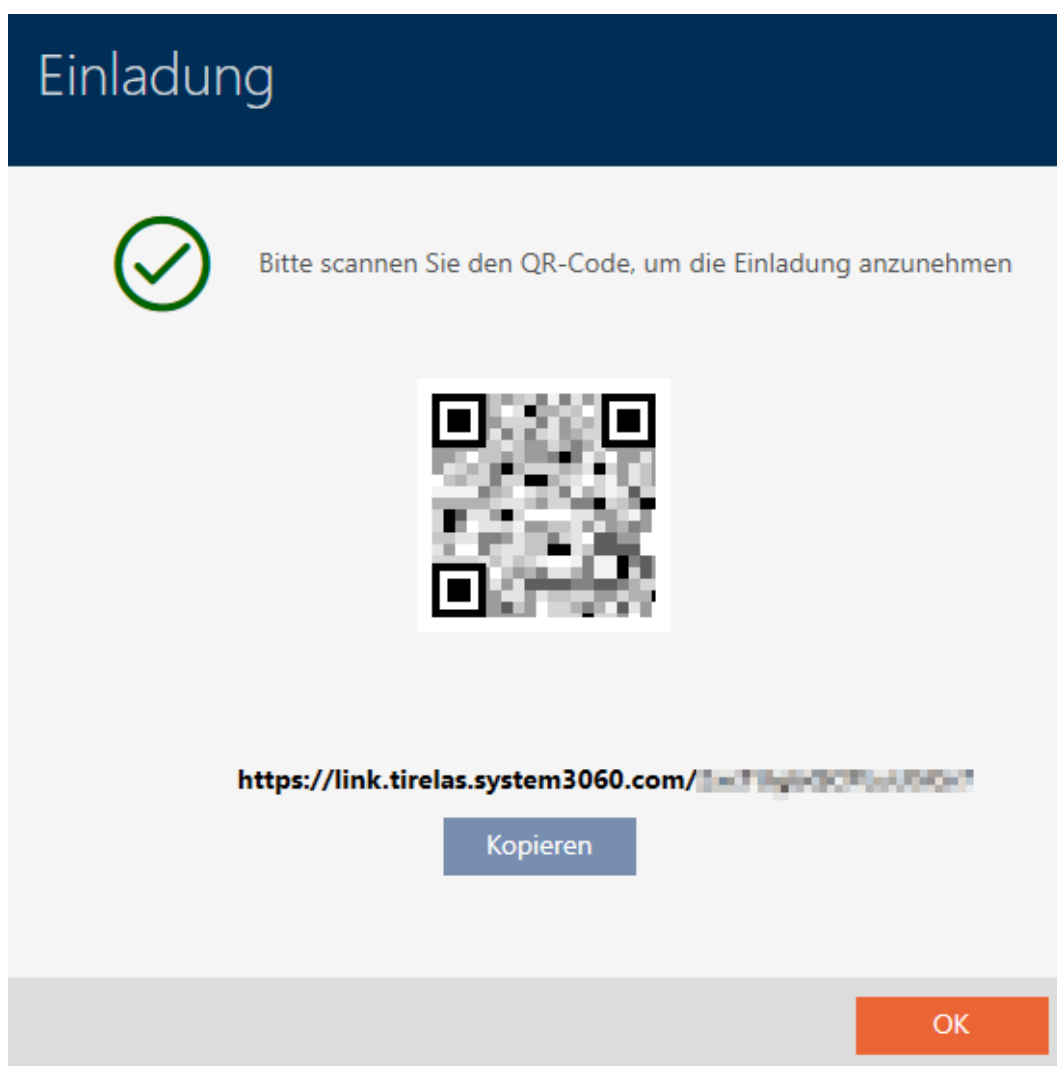 Einladung
Bitte scannen Sie den QR-Code, um die Einladung anzunehmen
https://link.tirelas.system3060.com/
Kopieren
OK